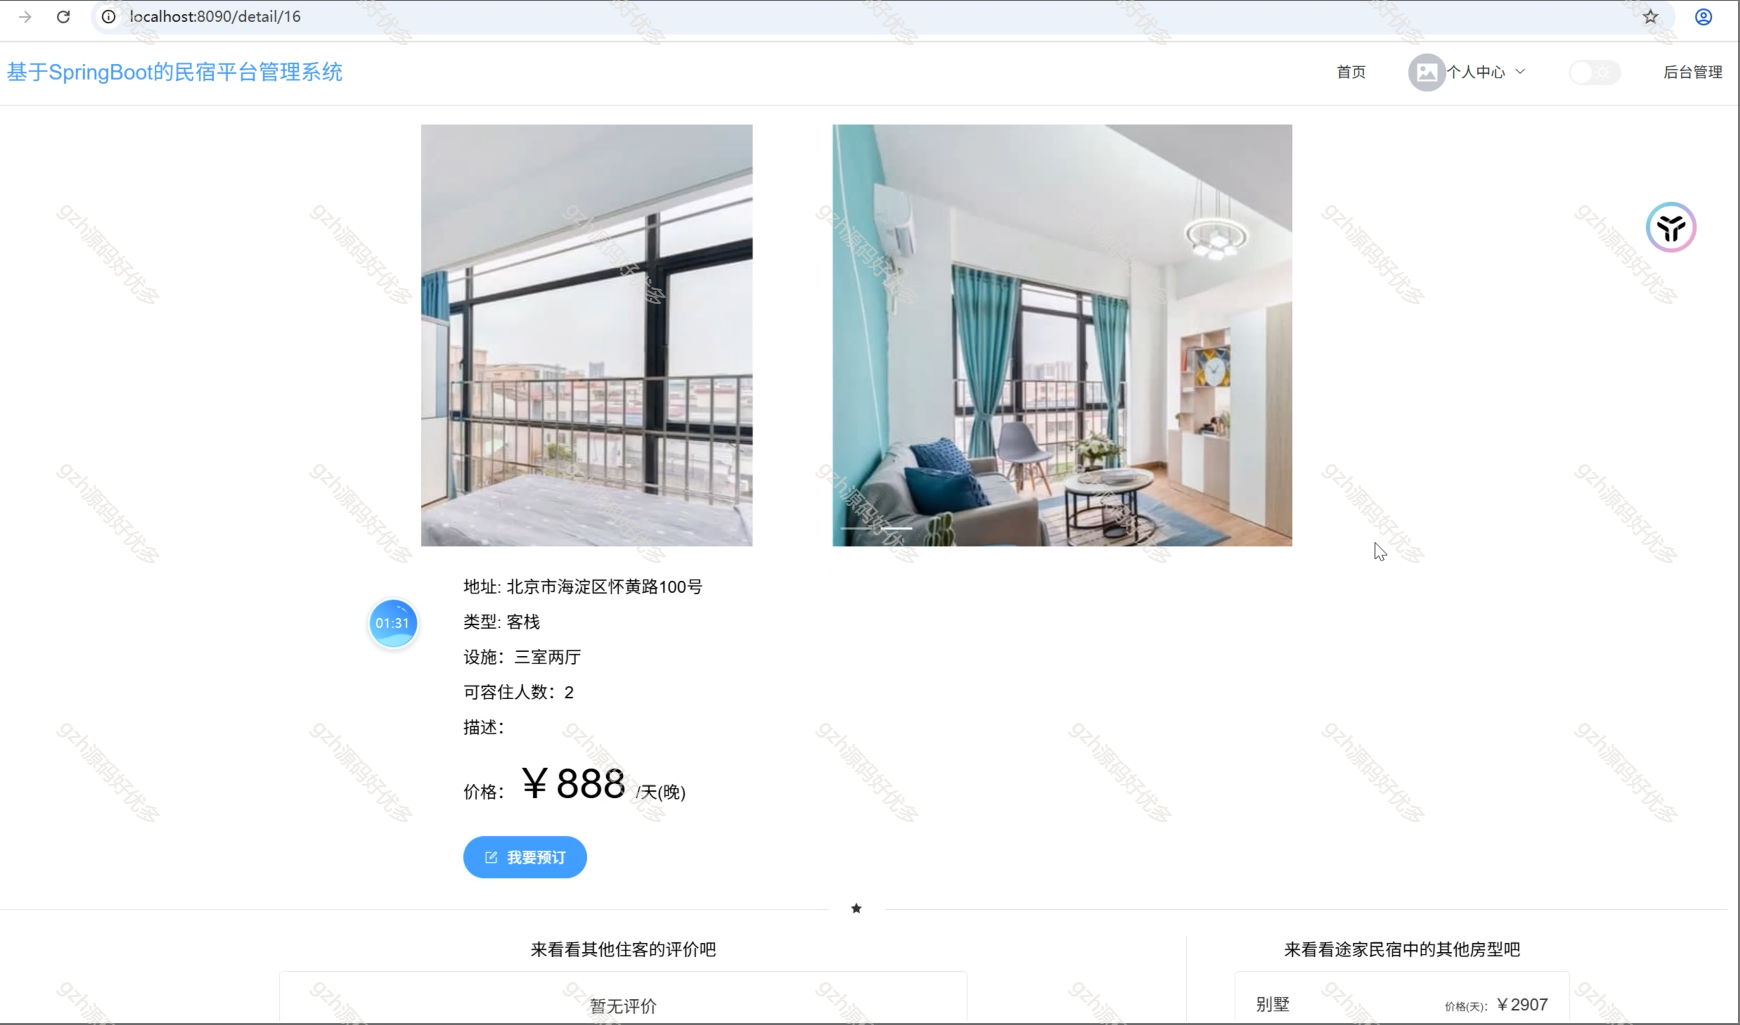 localhost:8090/detail/16
基于SpringBoot的民宿平台管理系统
首页
个人中心
后台管理
地址: 北京市海淀区怀黄路100号
01:31
类型: 客栈
设施：三室两厅
可容住人数：2
描述：
价格： ￥888 /天(晚)
我要预订
来看看其他住客的评价吧
来看看途家民宿中的其他房型吧
暂无评价
别墅
价格(天)： ￥2907
gzh源码好优多